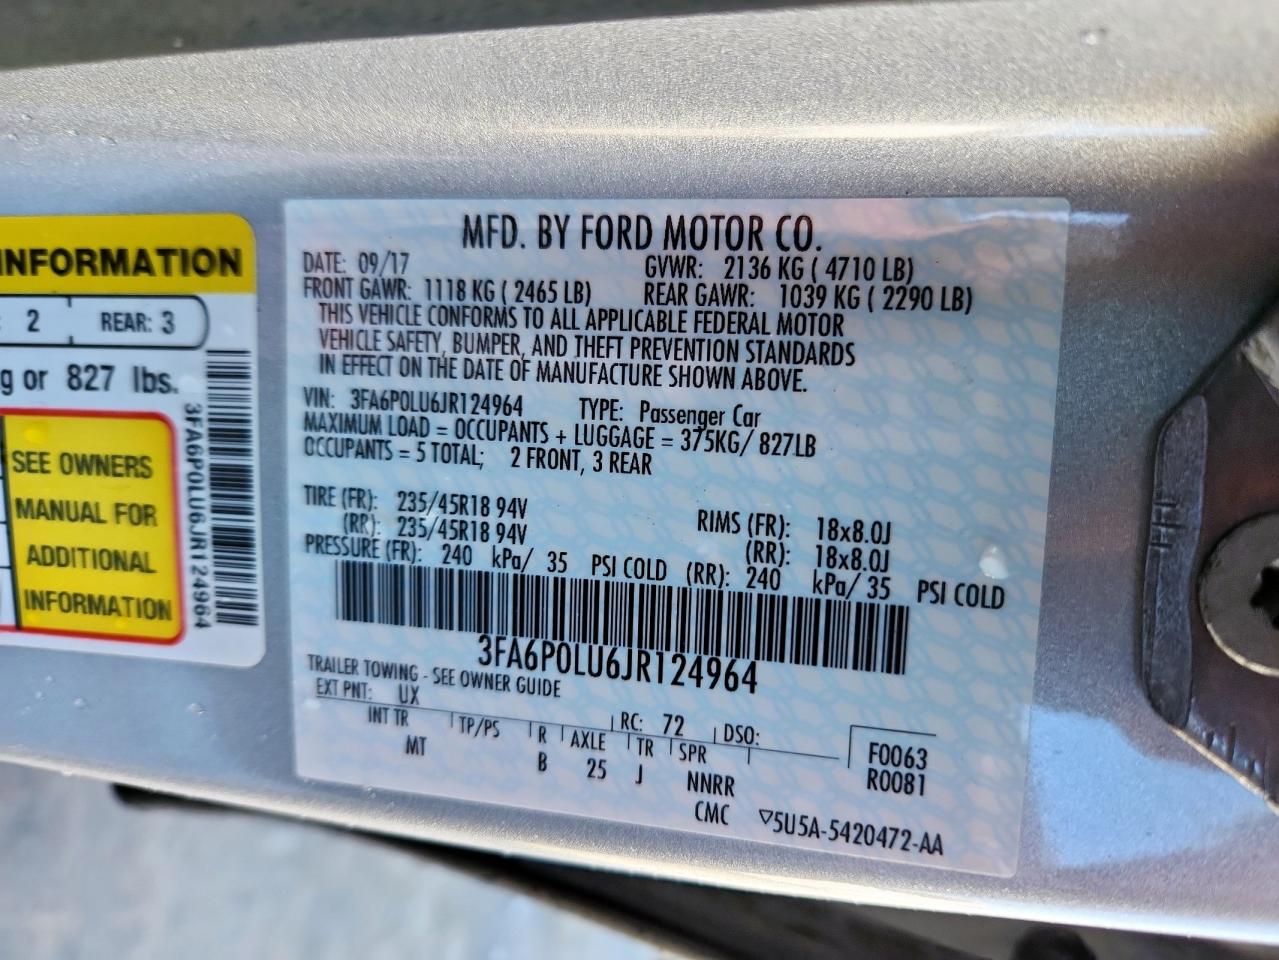 INFORMATION
: 2 REAR: 3
g or 827 lbs.
SEE OWNERS
MANUAL FOR
ADDITIONAL
INFORMATION
3FA6P0LU6JR124964
MFD. BY FORD MOTOR CO.
DATE: 09/17 GVWR: 2136 KG ( 4710 LB)
FRONT GAWR: 1118 KG ( 2465 LB) REAR GAWR: 1039 KG ( 2290 LB)
THIS VEHICLE CONFORMS TO ALL APPLICABLE FEDERAL MOTOR
VEHICLE SAFETY, BUMPER, AND THEFT PREVENTION STANDARDS
IN EFFECT ON THE DATE OF MANUFACTURE SHOWN ABOVE.
VIN: 3FA6P0LU6JR124964 TYPE: Passenger Car
MAXIMUM LOAD = OCCUPANTS + LUGGAGE = 375KG/ 827LB
OCCUPANTS = 5 TOTAL; 2 FRONT, 3 REAR
TIRE (FR): 235/45R18 94V RIMS (FR): 18x8.0J
(RR): 235/45R18 94V (RR): 18x8.0J
PRESSURE (FR): 240 kPa/ 35 PSI COLD (RR): 240 kPa/ 35 PSI COLD
3FA6P0LU6JR124964
TRAILER TOWING - SEE OWNER GUIDE
EXT PNT: UX RC: 72 DSO:
INT TR TP/PS R AXLE TR SPR F0063
MT B 25 J NNRR R0081
CMC ▽5U5A-5420472-AA